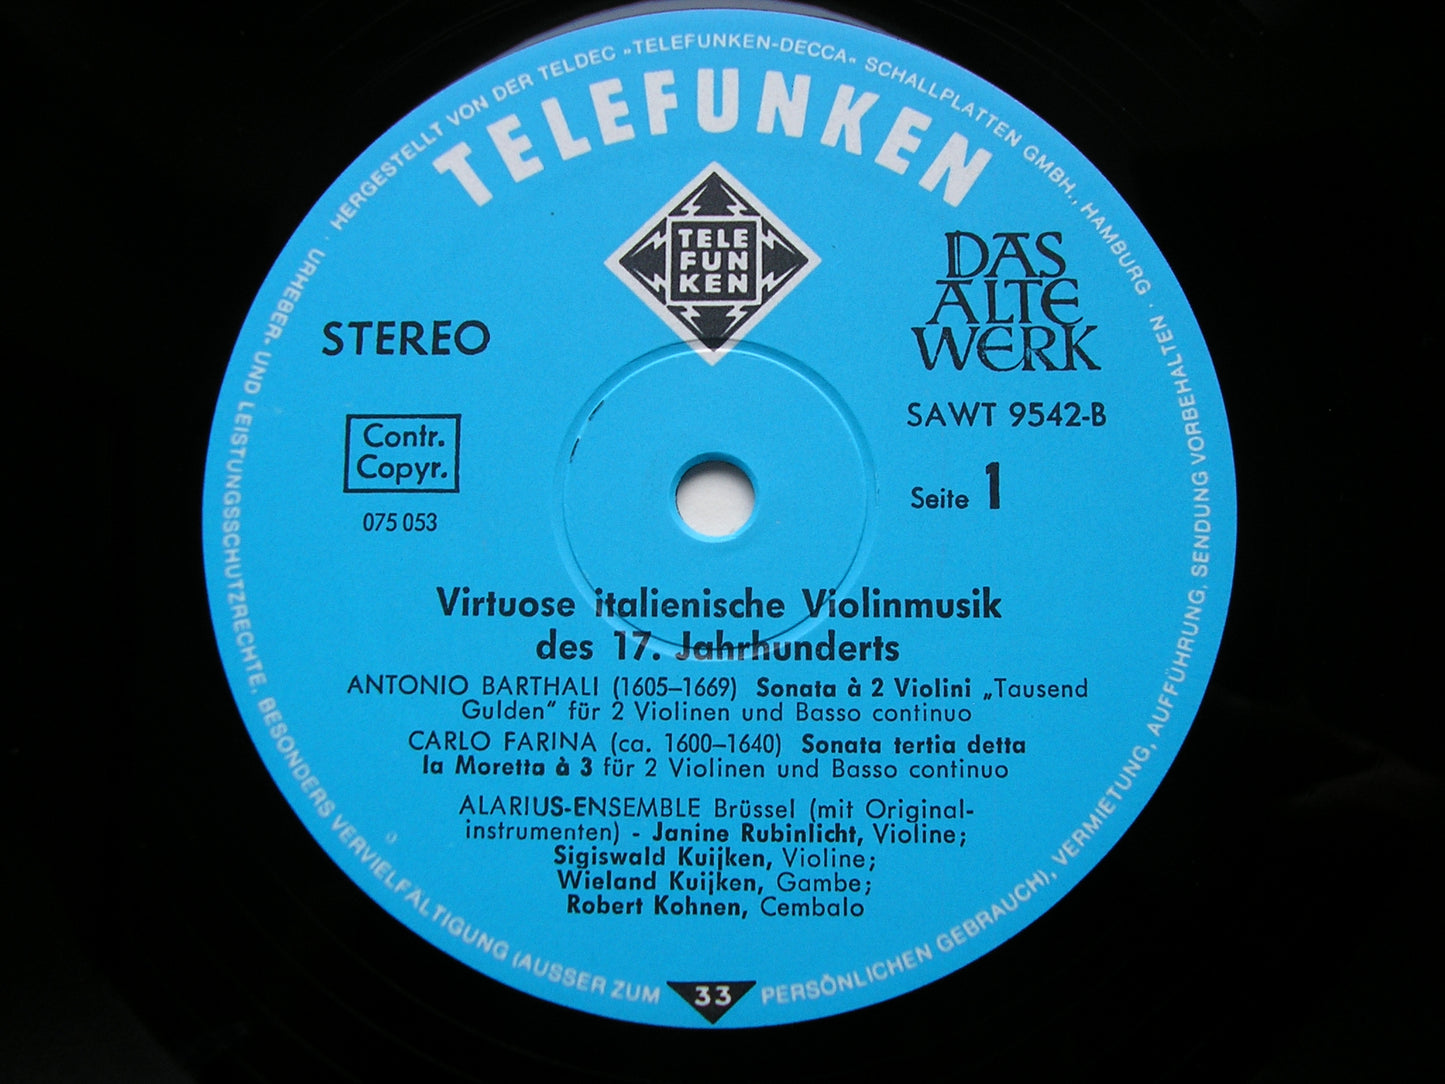 HERGESTELLT VON DER TELDEC »TELEFUNKEN-DECCA« SCHALLPLATTEN GMBH., HAMBURG ·
URHEBER- UND LEISTUNGSSCHUTZRECHTE, BESONDERS VERVIELFÄLTIGUNG (AUSSER ZUM PERSÖNLICHEN GEBRAUCH), VERMIETUNG, AUFFÜHRUNG, SENDUNG VORBEHALTEN ·
TELEFUNKEN
TELE
FUN
KEN
DAS
ALTE
WERK
STEREO
SAWT 9542-B
Contr.
Copyr.
Seite 1
075 053
Virtuose italienische Violinmusik
des 17. Jahrhunderts
ANTONIO BARTHALI (1605–1669) Sonata à 2 Violini „Tausend
Gulden“ für 2 Violinen und Basso continuo
CARLO FARINA (ca. 1600–1640) Sonata tertia detta
la Moretta à 3 für 2 Violinen und Basso continuo
ALARIUS-ENSEMBLE Brüssel (mit Original-
instrumenten) - Janine Rubinlicht, Violine;
Sigiswald Kuijken, Violine;
Wieland Kuijken, Gambe;
Robert Kohnen, Cembalo
33